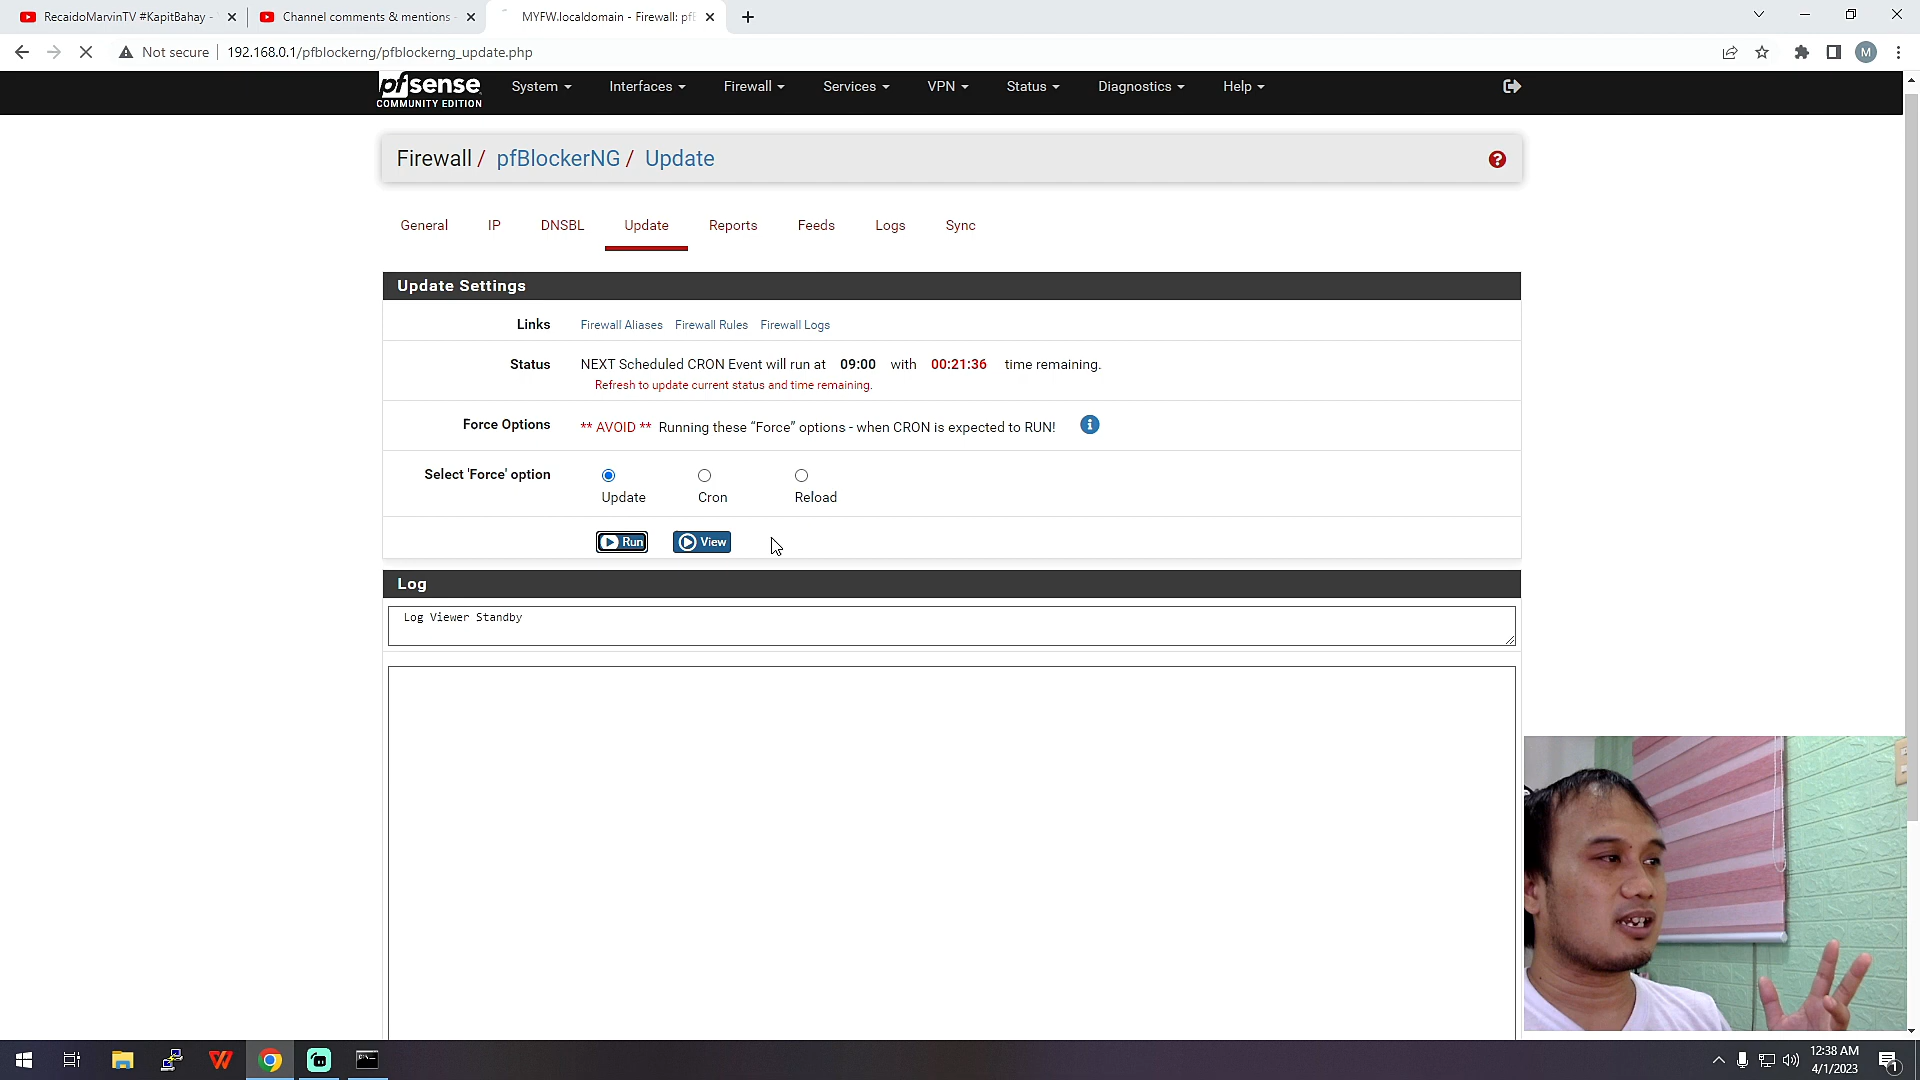 RecaidoMarvinTV #KapitBahay -
Channel comments & mentions -
MYFW.localdomain - Firewall: pf
Not secure
192.168.0.1/pfblockerng/pfblockerng_update.php
M
pfsense
COMMUNITY EDITION
System
Interfaces
Firewall
Services
VPN
Status
Diagnostics
Help
Firewall / pfBlockerNG / Update
General
IP
DNSBL
Update
Reports
Feeds
Logs
Sync
Update Settings
Links
Firewall Aliases Firewall Rules Firewall Logs
Status
NEXT Scheduled CRON Event will run at 09:00 with 00:21:36 time remaining.
Refresh to update current status and time remaining.
Force Options
** AVOID ** Running these "Force" options - when CRON is expected to RUN!
Select 'Force' option
Update
Cron
Reload
Run
View
Log
Log Viewer Standby
12:38 AM
4/1/2023
1